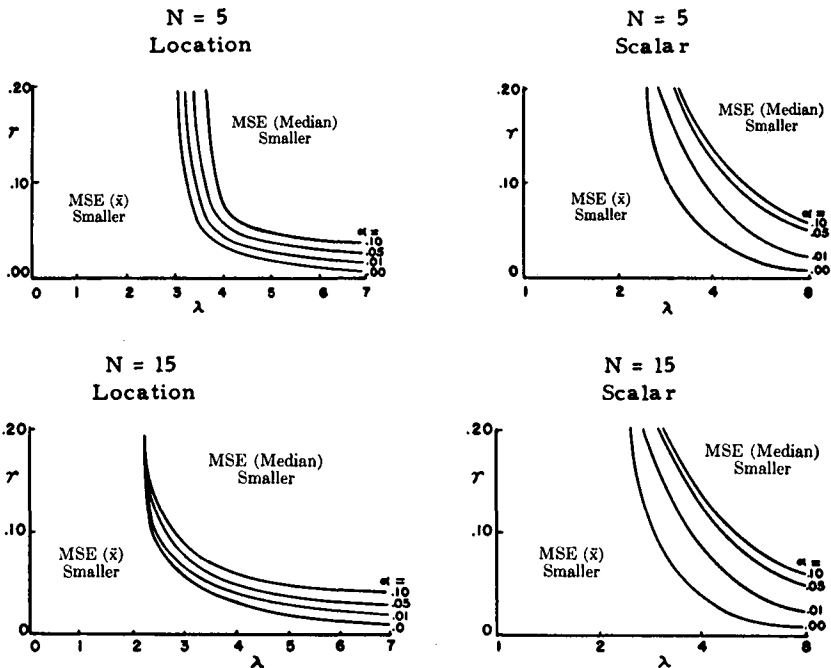 N = 5
Location
.20
.10
.00
r
MSE (x̄)
Smaller
MSE (Median)
Smaller
α =
.10
.05
.01
.00
0 1 2 3 4 5 6 7
λ
N = 5
Scalar
.20
.10
0
r
MSE (x̄)
Smaller
MSE (Median)
Smaller
α =
.10
.05
.01
.00
1 2 4 8
λ
N = 15
Location
.20
.10
0
r
MSE (x̄)
Smaller
MSE (Median)
Smaller
α =
.10
.05
.01
.0
0 1 2 3 4 5 6 7
λ
N = 15
Scalar
.20
.10
0
r
MSE (x̄)
Smaller
MSE (Median)
Smaller
α =
.10
.05
.01
.00
1 2 4 8
λ